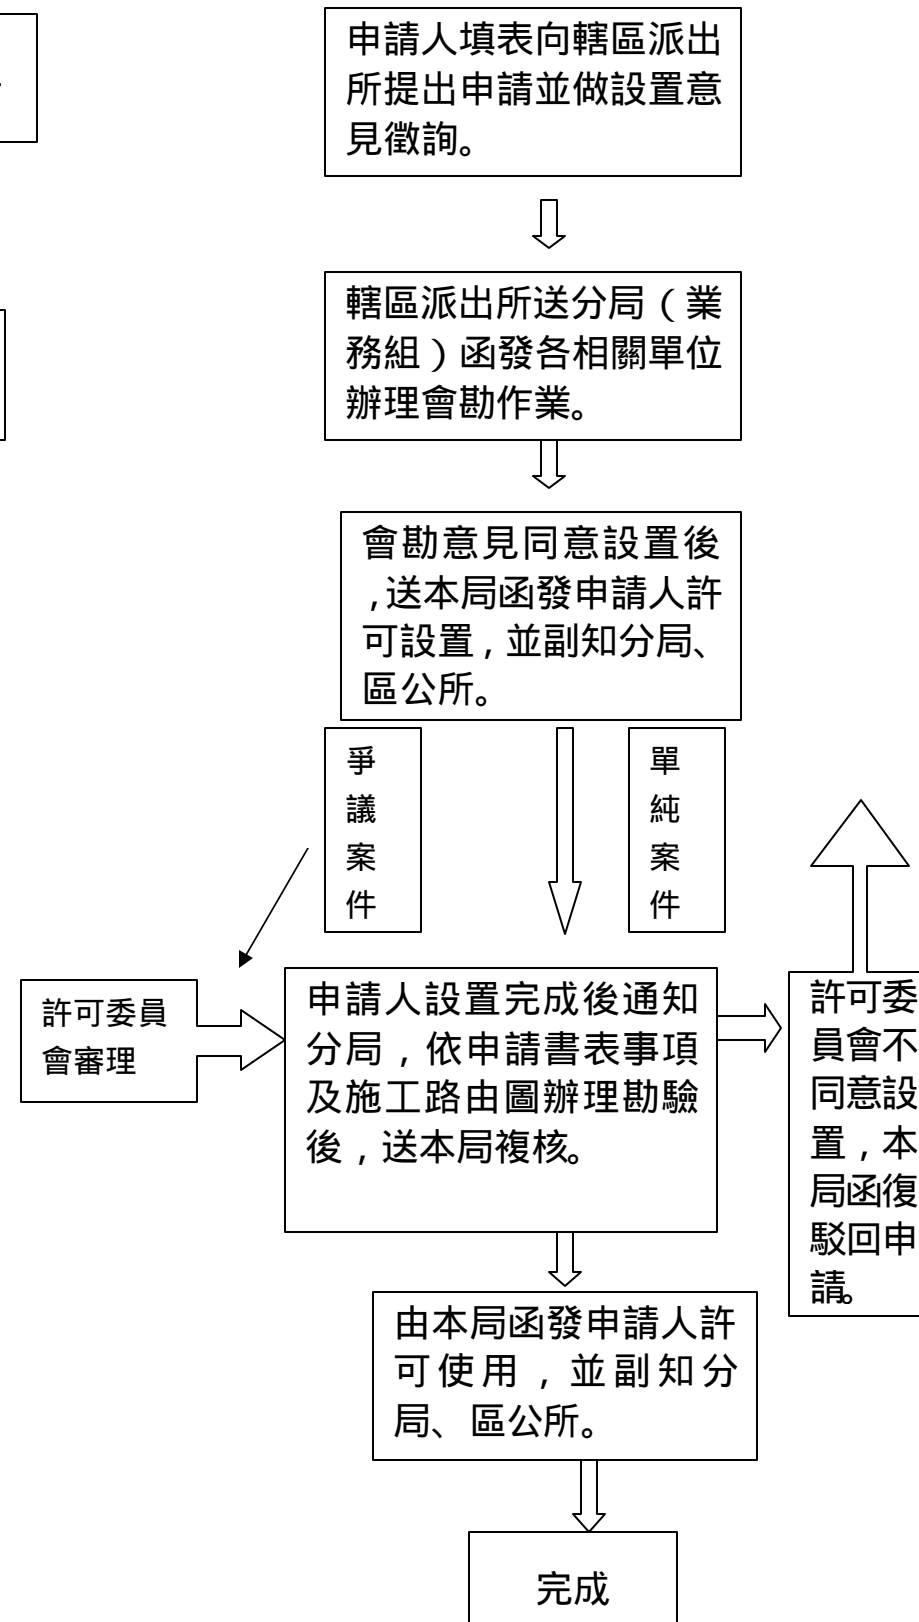 申請人填表向轄區派出
所提出申請並做設置意
見徵詢。
轄區派出所送分局（業
務組）函發各相關單位
辦理會勘作業。
會勘意見同意設置後
，送本局函發申請人許
可設置，並副知分局、
區公所。
爭
議
案
件
單
純
案
件
許可委員
會審理
申請人設置完成後通知
分局，依申請書表事項
及施工路由圖辦理勘驗
後，送本局複核。
許可委
員會不
同意設
置，本
局函復
駁回申
請。
由本局函發申請人許
可使用，並副知分
局、區公所。
完成